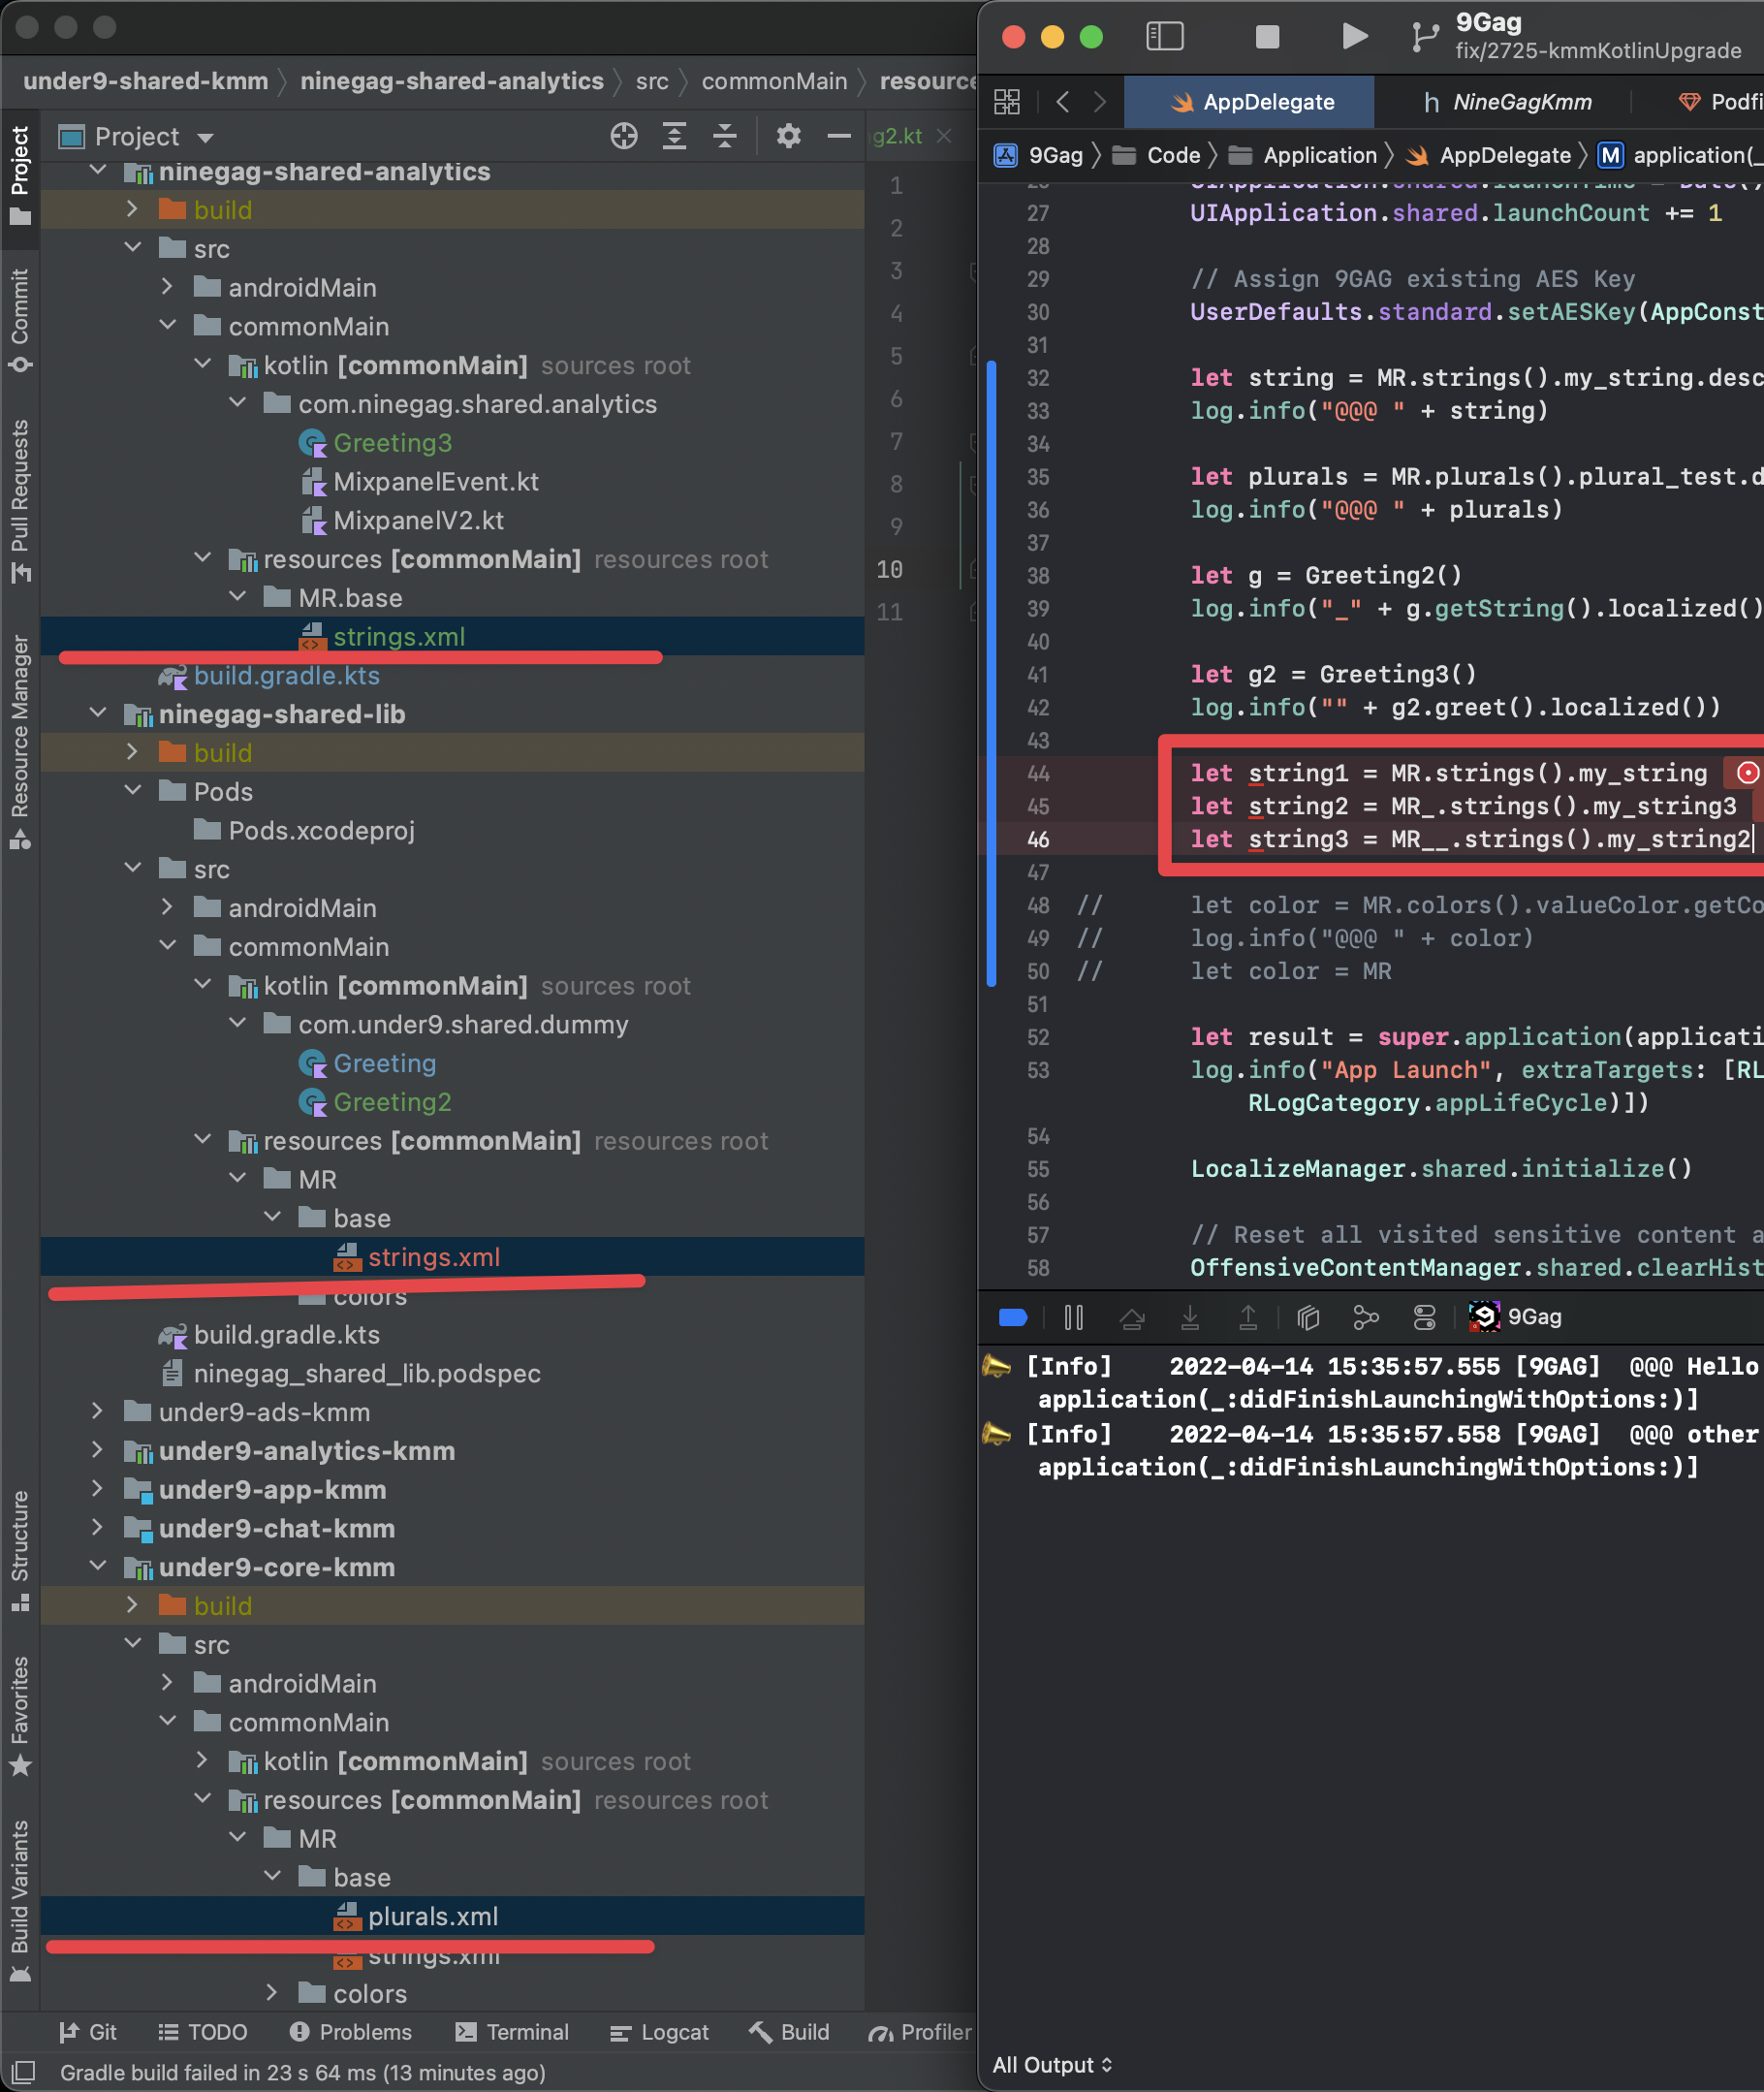 under9-shared-kmm ninegag-shared-analytics src commonMain
Project
ninegag-shared-analytics
build
src
androidMain
commonMain
kotlin [commonMain] sources root
com.ninegag.shared.analytics
Greeting3
MixpanelEvent.kt
MixpanelV2.kt
resources [commonMain] resources root
MR.base
strings.xml
build.gradle.kts
ninegag-shared-lib
build
Pods
Pods.xcodeproj
src
androidMain
commonMain
kotlin [commonMain] sources root
com.under9.shared.dummy
Greeting
Greeting2
resources [commonMain] resources root
MR
base
strings.xml
colors
build.gradle.kts
ninegag_shared_lib.podspec
under9-ads-kmm
under9-analytics-kmm
under9-app-kmm
under9-chat-kmm
under9-core-kmm
build
src
androidMain
commonMain
kotlin [commonMain] sources root
resources [commonMain] resources root
MR
base
plurals.xml
strings.xml
colors
Project
Commit
Pull Requests
Resource Manager
Structure
Favorites
Build Variants
g2.kt
1
2
3
4
5
6
7
8
9
10
11
Git TODO Problems Terminal Logcat Build Profiler
Gradle build failed in 23 s 64 ms (13 minutes ago)
9Gag
fix/2725-kmmKotlinUpgrade
AppDelegate NineGagKmm
9Gag Code Application AppDelegate M application(_
27 UIApplication.shared.launchCount += 1
28
29 // Assign 9GAG existing AES Key
30 UserDefaults.standard.setAESKey(AppConst
31
32 let string = MR.strings().my_string.desc
33 log.info("@@@ " + string)
34
35 let plurals = MR.plurals().plural_test.d
36 log.info("@@@ " + plurals)
37
38 let g = Greeting2()
39 log.info("_" + g.getString().localized()
40
41 let g2 = Greeting3()
42 log.info("" + g2.greet().localized())
43
44 let string1 = MR.strings().my_string
45 let string2 = MR_.strings().my_string3
46 let string3 = MR__.strings().my_string2
47
48 // let color = MR.colors().valueColor.getCo
49 // log.info("@@@ " + color)
50 // let color = MR
51
52 let result = super.application(applicati
53 log.info("App Launch", extraTargets: [RL
RLogCategory.appLifeCycle)])
54
55 LocalizeManager.shared.initialize()
56
57 // Reset all visited sensitive content a
58 OffensiveContentManager.shared.clearHist
9Gag
[Info] 2022-04-14 15:35:57.555 [9GAG] @@@ Hello
application(_:didFinishLaunchingWithOptions:)]
[Info] 2022-04-14 15:35:57.558 [9GAG] @@@ other
application(_:didFinishLaunchingWithOptions:)]
All Output